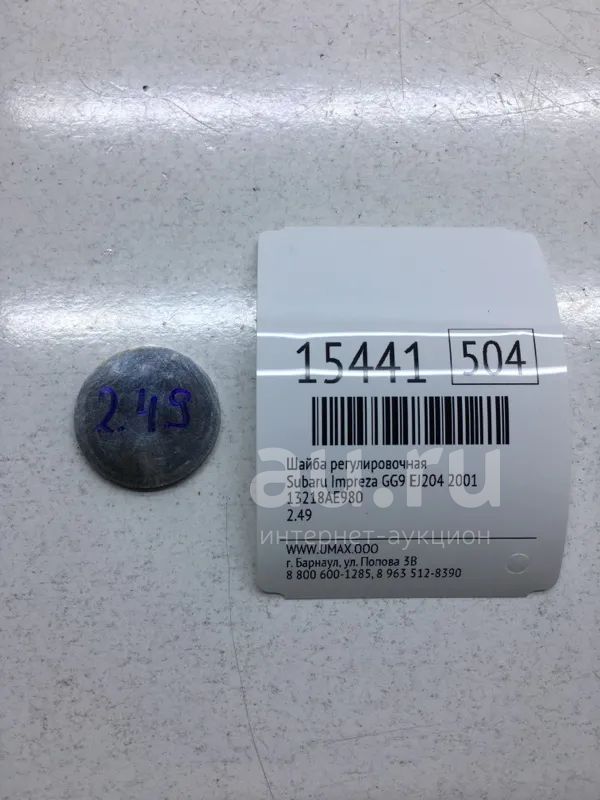 2.49
15441 504
Шайба регулировочная
Subaru Impreza GG9 EJ204 2001
13218AE980
2.49
WWW.UMAX.OOO
г. Барнаул, ул. Попова 3В
8 800 600-1285, 8 963 512-8390
au.ru
интернет-аукцион